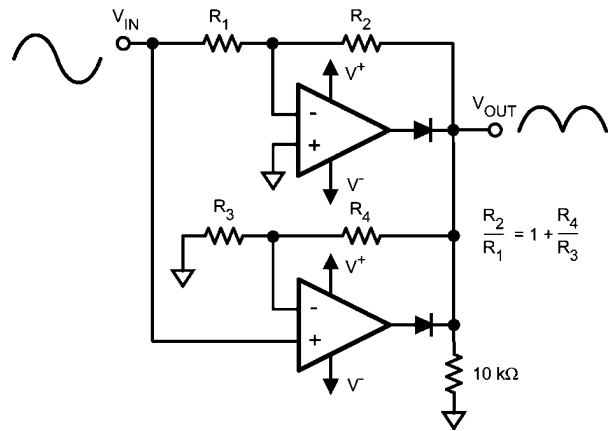 V_IN
R_1
R_2
V^+
-
+
V^-
V_OUT
R_3
R_4
R_2/R_1 = 1 + R_4/R_3
V^+
-
+
V^-
10 kΩ